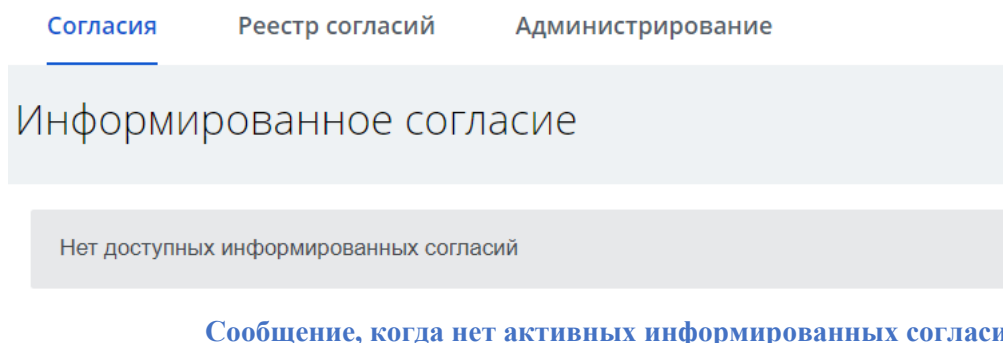 Согласия Реестр согласий Администрирование
Информированное согласие
Нет доступных информированных согласий
Сообщение, когда нет активных информированных согласи